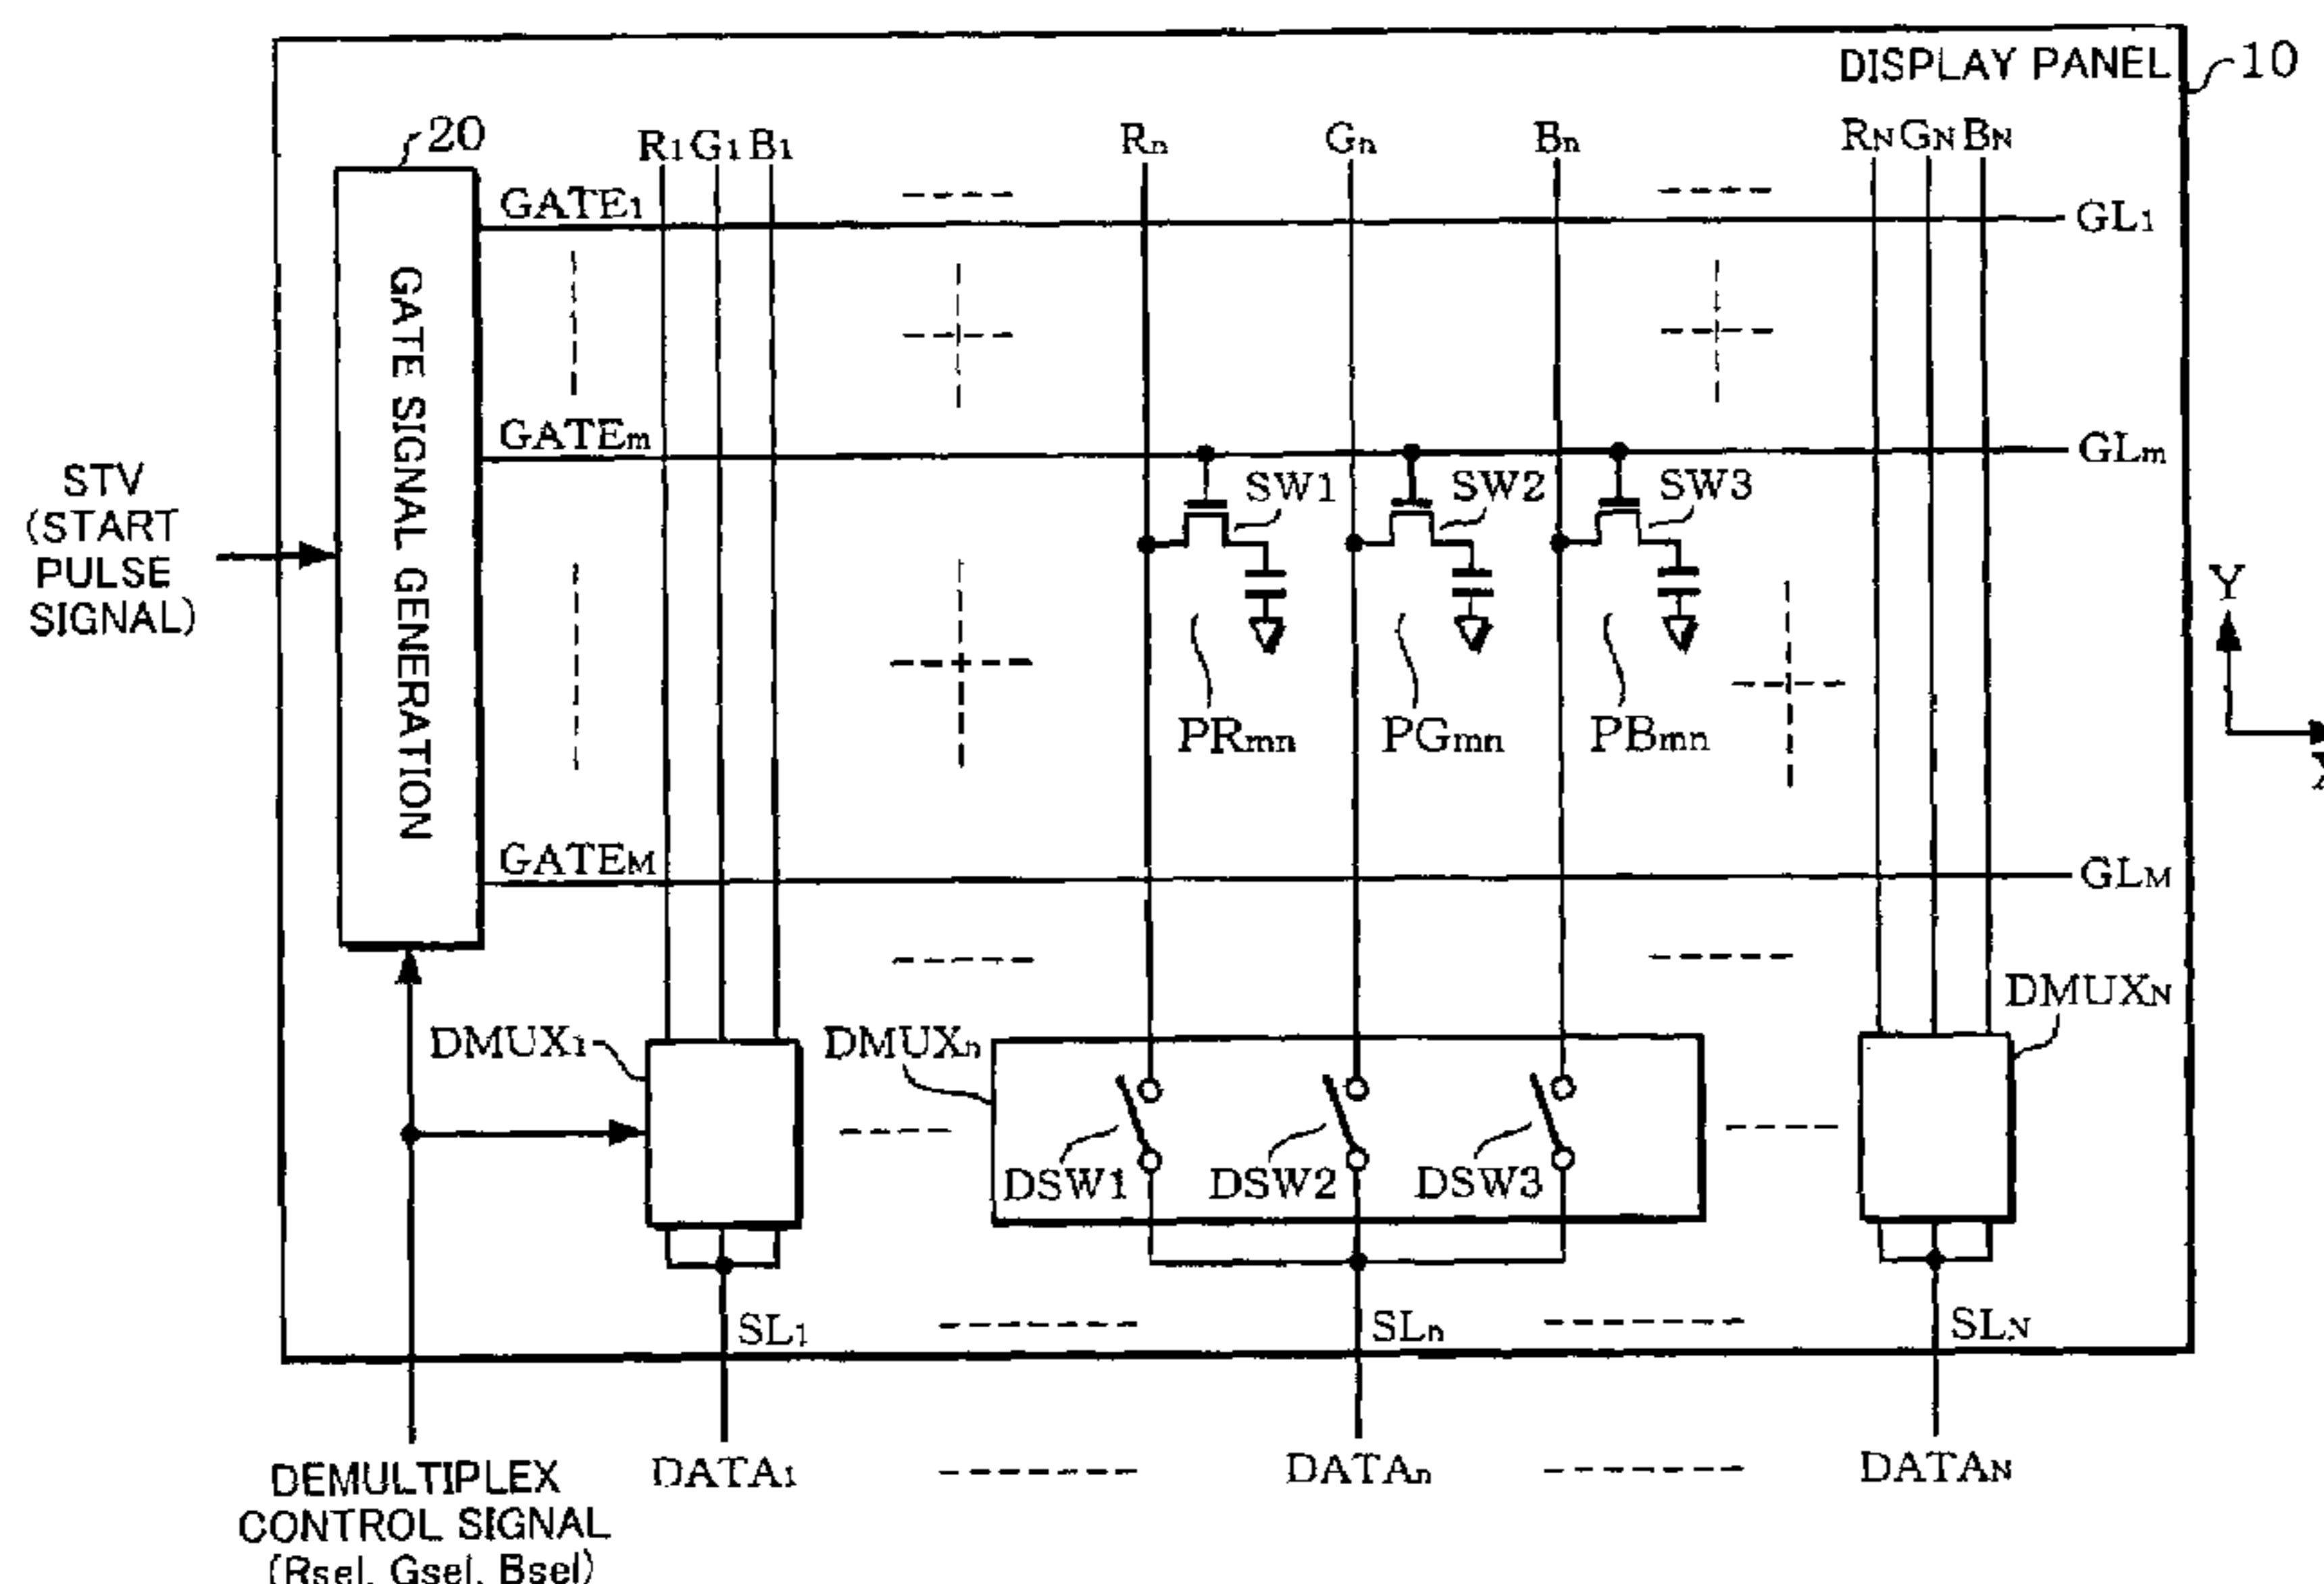 DISPLAY PANEL
10
20
R1 G1 B1
Rn
Gn
Bn
RN GN BN
GATE1
GL1
GATE SIGNAL GENERATION
GATEm
GLm
STV
(START
PULSE
SIGNAL)
SW1
SW2
SW3
Y
X
PRmn
PGmn
PBmn
GATEM
GLM
DMUX1
DMUXn
DMUXN
DSW1
DSW2
DSW3
SL1
SLn
SLN
DATA1
DATAn
DATAN
DEMULTIPLEX
CONTROL SIGNAL
(Rsel, Gsel, Bsel)